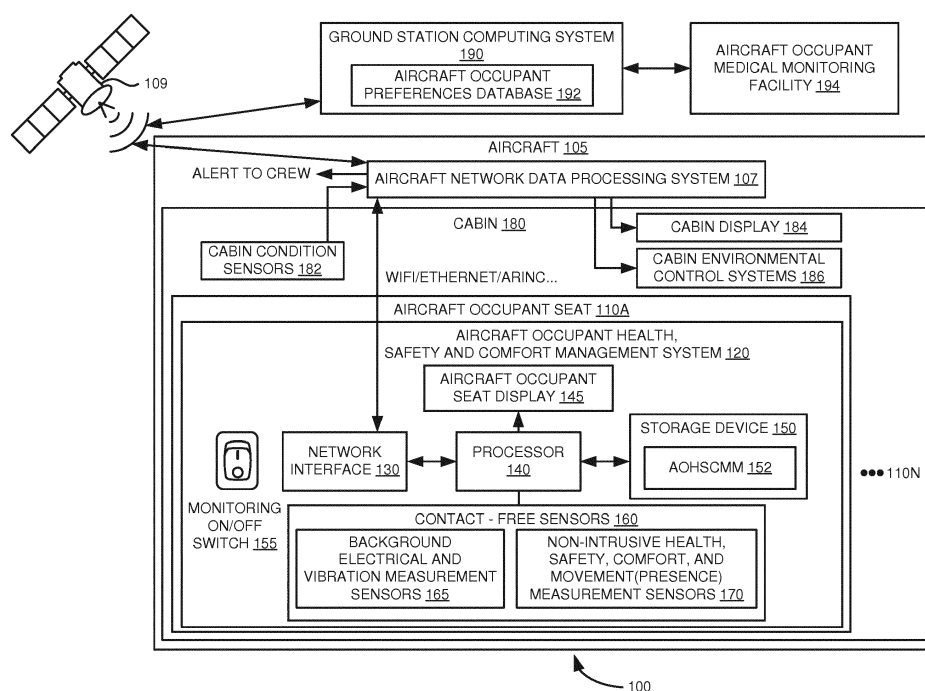 GROUND STATION COMPUTING SYSTEM
190
AIRCRAFT OCCUPANT
PREFERENCES DATABASE 192
AIRCRAFT OCCUPANT
MEDICAL MONITORING
FACILITY 194
109
AIRCRAFT 105
ALERT TO CREW
AIRCRAFT NETWORK DATA PROCESSING SYSTEM 107
CABIN 180
CABIN DISPLAY 184
CABIN CONDITION
SENSORS 182
CABIN ENVIRONMENTAL
CONTROL SYSTEMS 186
WIFI/ETHERNET/ARINC...
AIRCRAFT OCCUPANT SEAT 110A
AIRCRAFT OCCUPANT HEALTH,
SAFETY AND COMFORT MANAGEMENT SYSTEM 120
AIRCRAFT OCCUPANT
SEAT DISPLAY 145
NETWORK
INTERFACE 130
PROCESSOR
140
STORAGE DEVICE 150
AOHSCMM 152
110N
MONITORING
ON/OFF
SWITCH 155
CONTACT - FREE SENSORS 160
BACKGROUND
ELECTRICAL AND
VIBRATION MEASUREMENT
SENSORS 165
NON-INTRUSIVE HEALTH,
SAFETY, COMFORT, AND
MOVEMENT(PRESENCE)
MEASUREMENT SENSORS 170
100